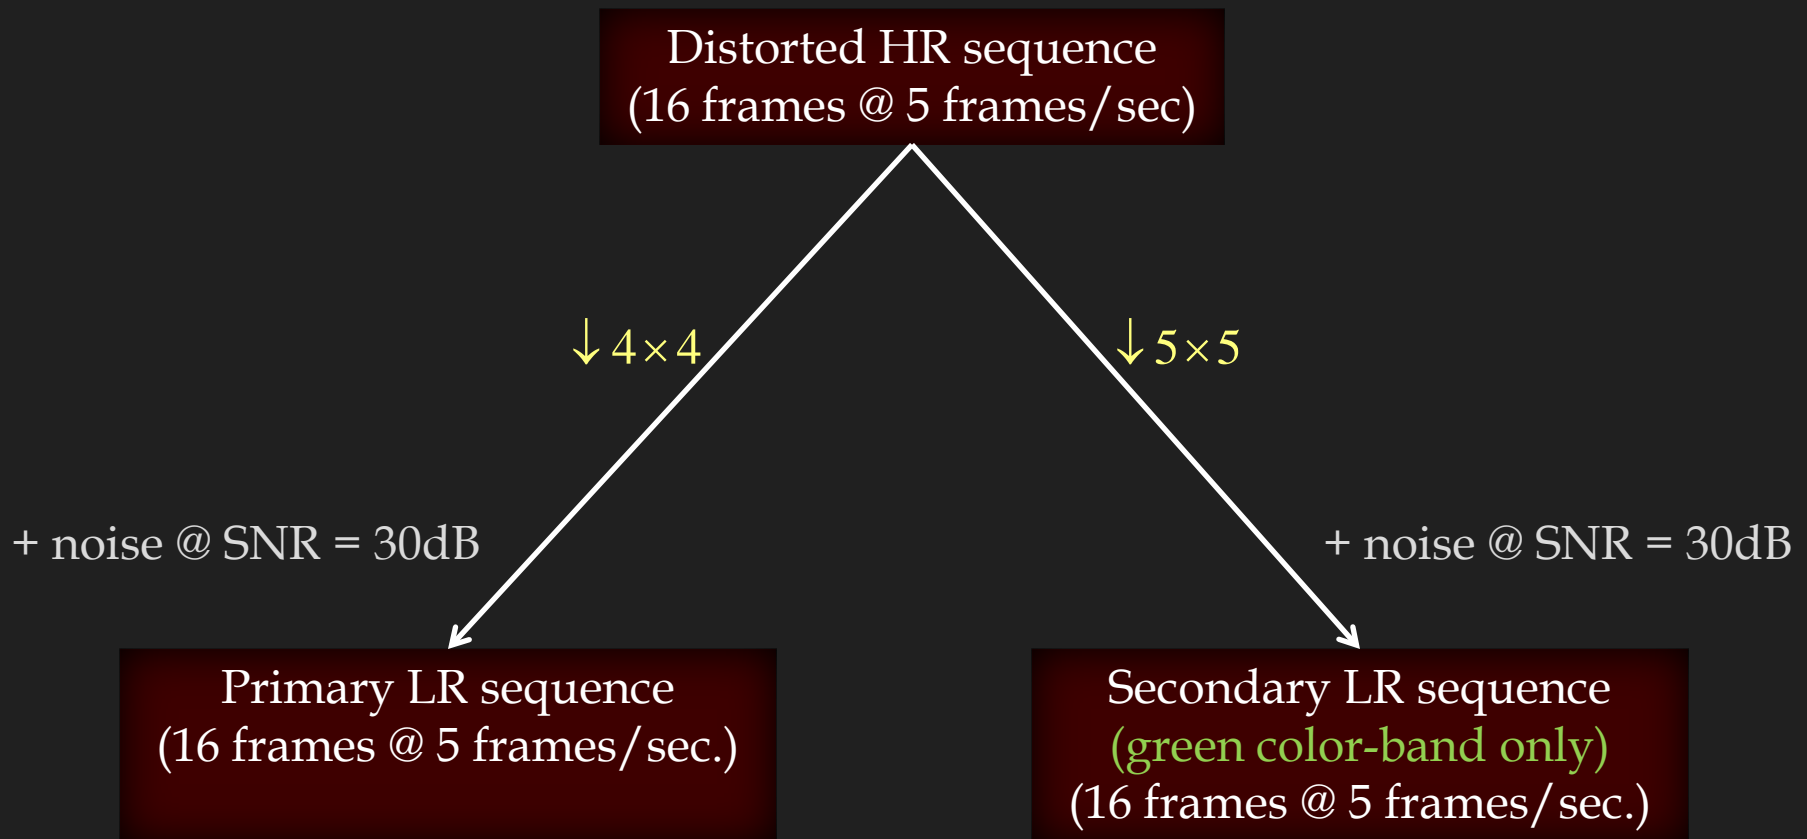 Distorted HR sequence
(16 frames @ 5 frames/sec)
↓ 4×4
↓ 5×5
+ noise @ SNR = 30dB
+ noise @ SNR = 30dB
Primary LR sequence
(16 frames @ 5 frames/sec.)
Secondary LR sequence
(green color-band only)
(16 frames @ 5 frames/sec.)